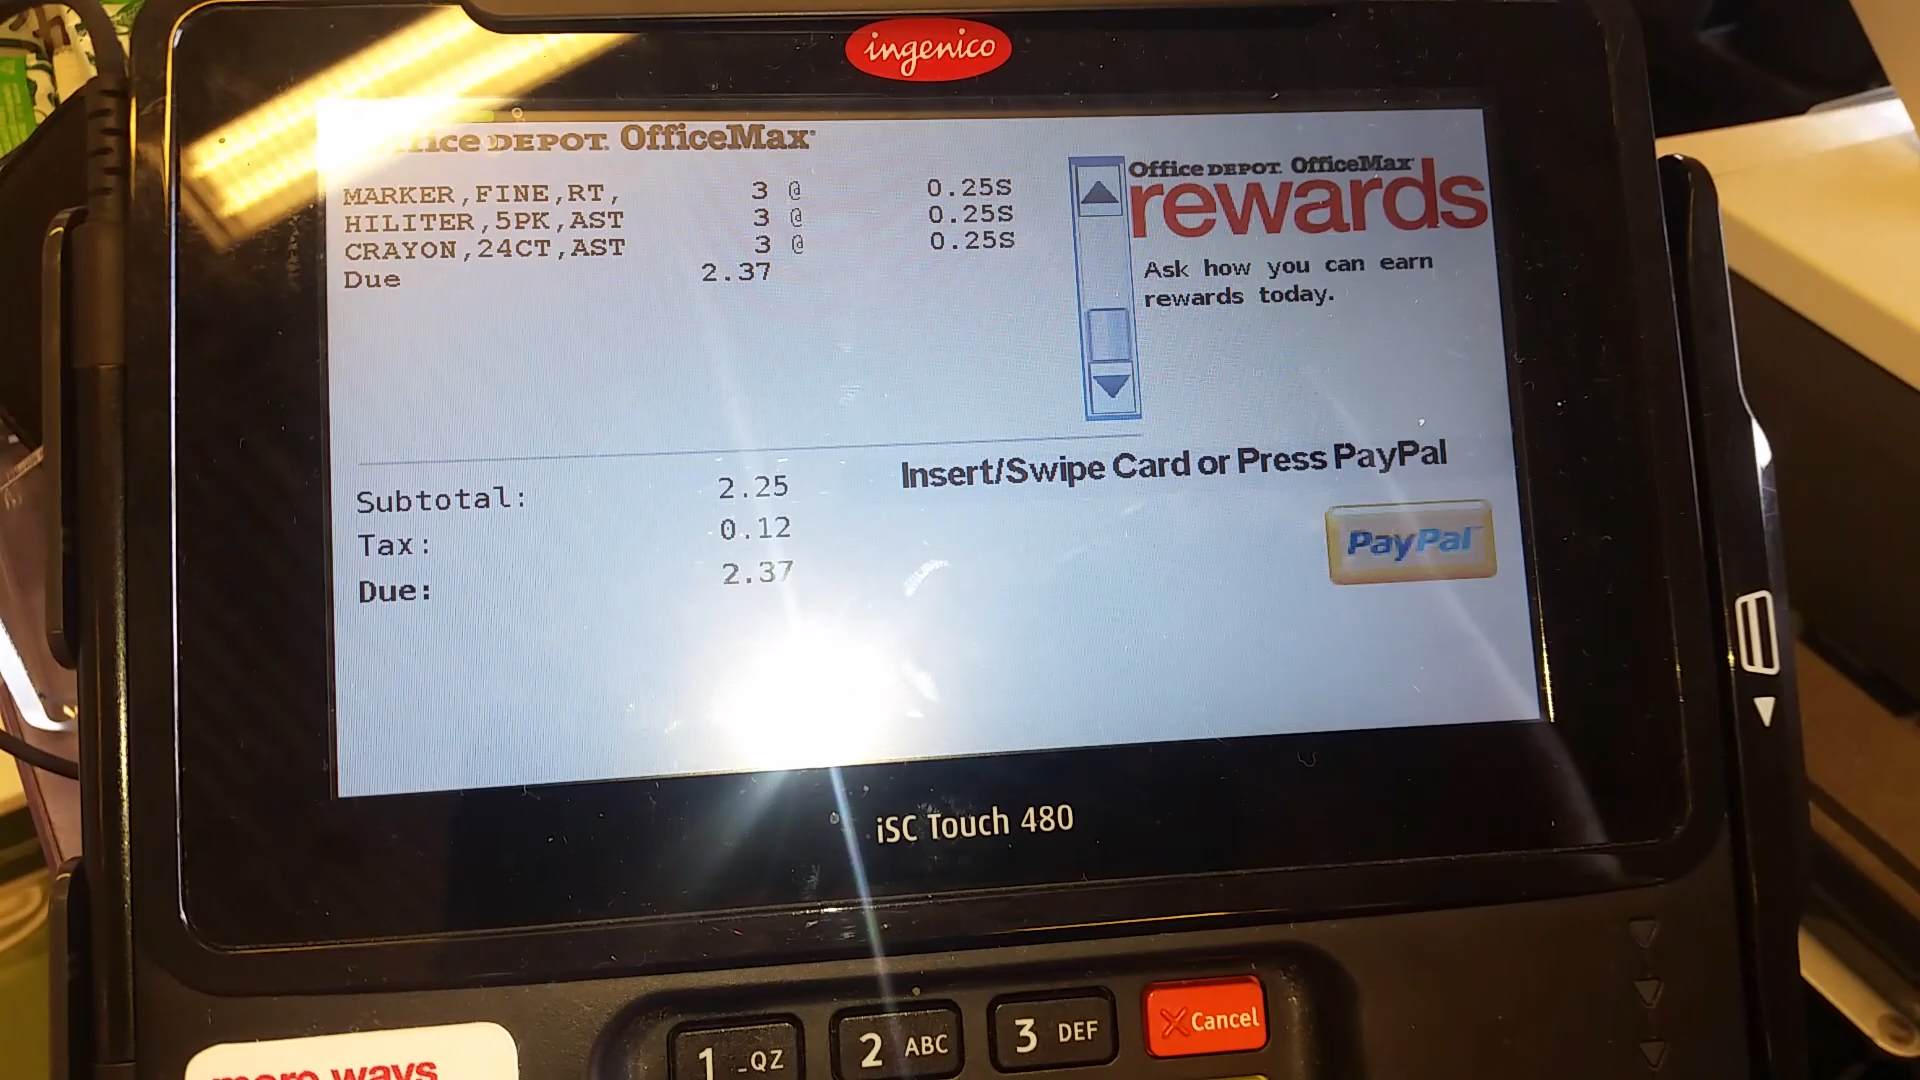 ingenico
DEPOT. OfficeMax
MARKER,FINE,RT, 3 @ 0.25S
HILITER,5PK,AST 3 @ 0.25S
CRAYON,24CT,AST 3 @ 0.25S
Due 2.37
Office DEPOT. OfficeMax
rewards
Ask how you can earn
rewards today.
Subtotal: 2.25
Tax: 0.12
Due: 2.37
Insert/Swipe Card or Press PayPal
PayPal
iSC Touch 480
1 -QZ
2 ABC
3 DEF
Cancel
more ways